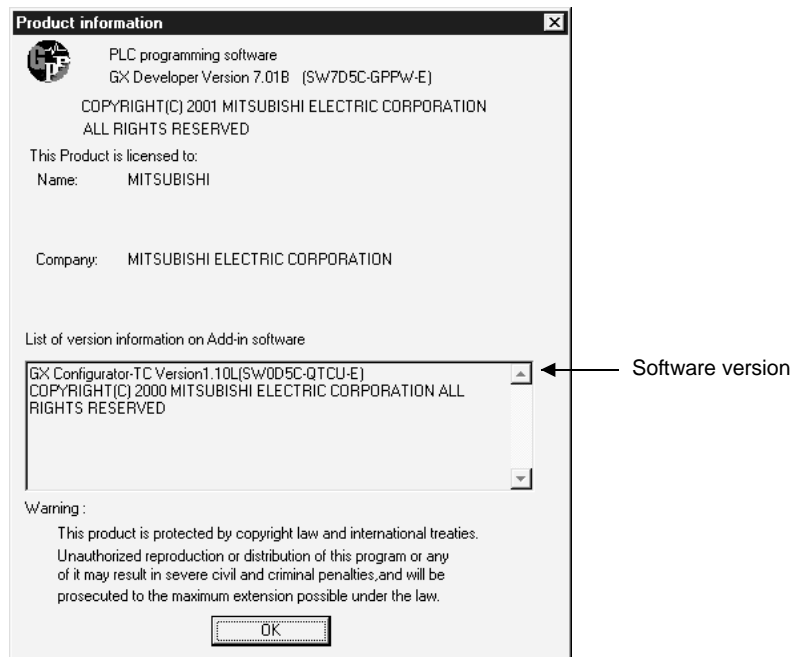 Product information
PLC programming software
GX Developer Version 7.01B (SW7D5C-GPPW-E)
COPYRIGHT(C) 2001 MITSUBISHI ELECTRIC CORPORATION
ALL RIGHTS RESERVED
This Product is licensed to:
Name: MITSUBISHI
Company: MITSUBISHI ELECTRIC CORPORATION
List of version information on Add-in software
GX Configurator-TC Version1.10L(SW0D5C-QTCU-E)
COPYRIGHT(C) 2000 MITSUBISHI ELECTRIC CORPORATION ALL
RIGHTS RESERVED
Software version
Warning :
This product is protected by copyright law and international treaties.
Unauthorized reproduction or distribution of this program or any
of it may result in severe civil and criminal penalties,and will be
prosecuted to the maximum extension possible under the law.
OK